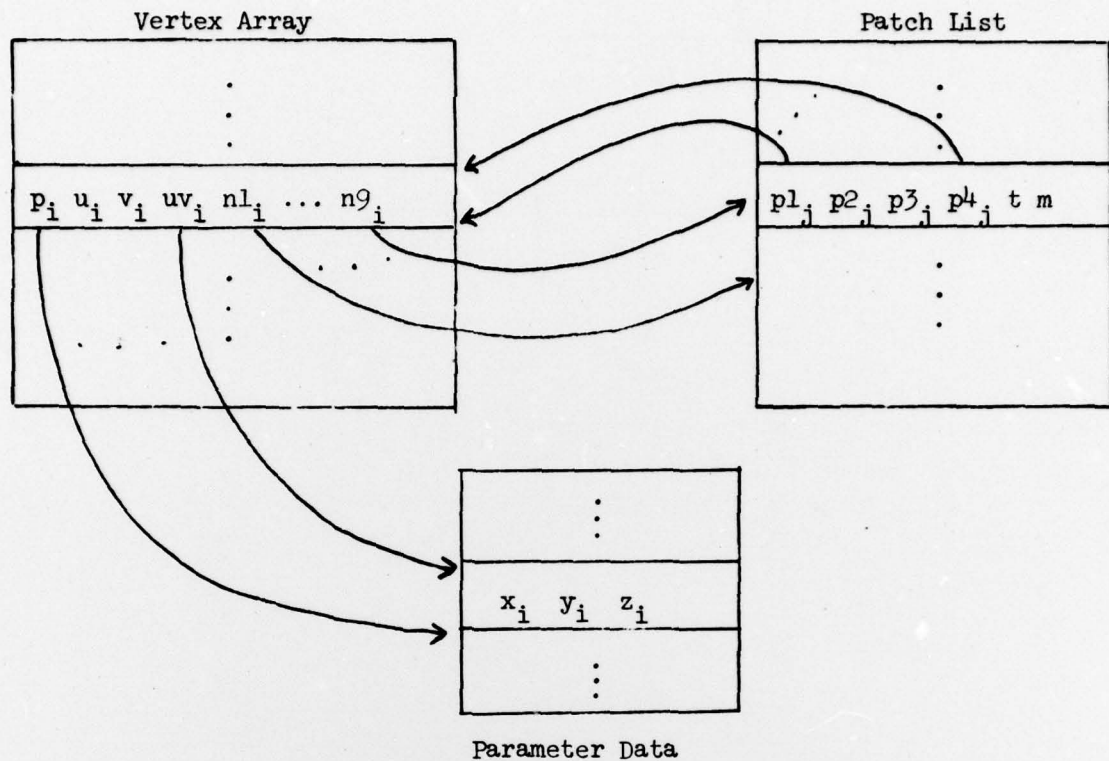 Vertex Array
Patch List
p_i u_i v_i uv_i n1_i ... n9_i
p1_j p2_j p3_j p4_j t m
x_i y_i z_i
Parameter Data